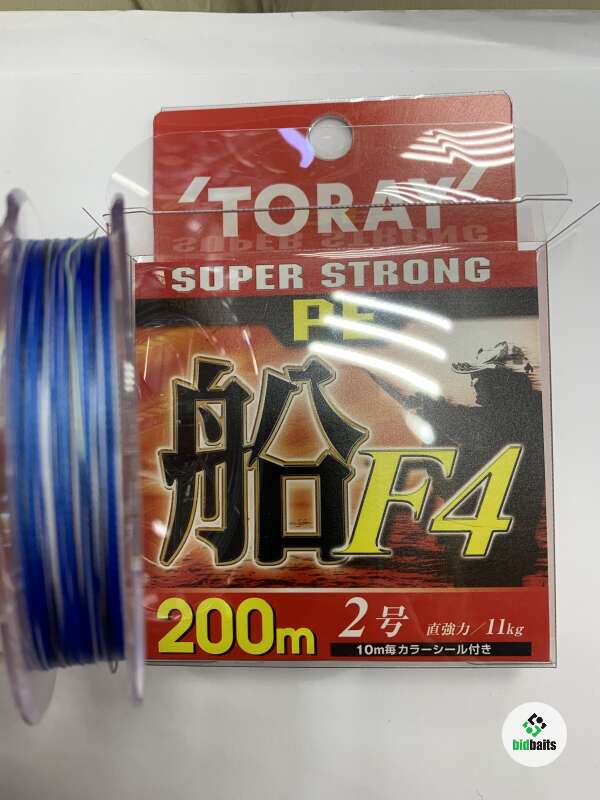 'TORAY'
SUPER STRONG
PE
船F4
200m 2号 直強力/11kg
10m毎カラーシール付き
bidbaits